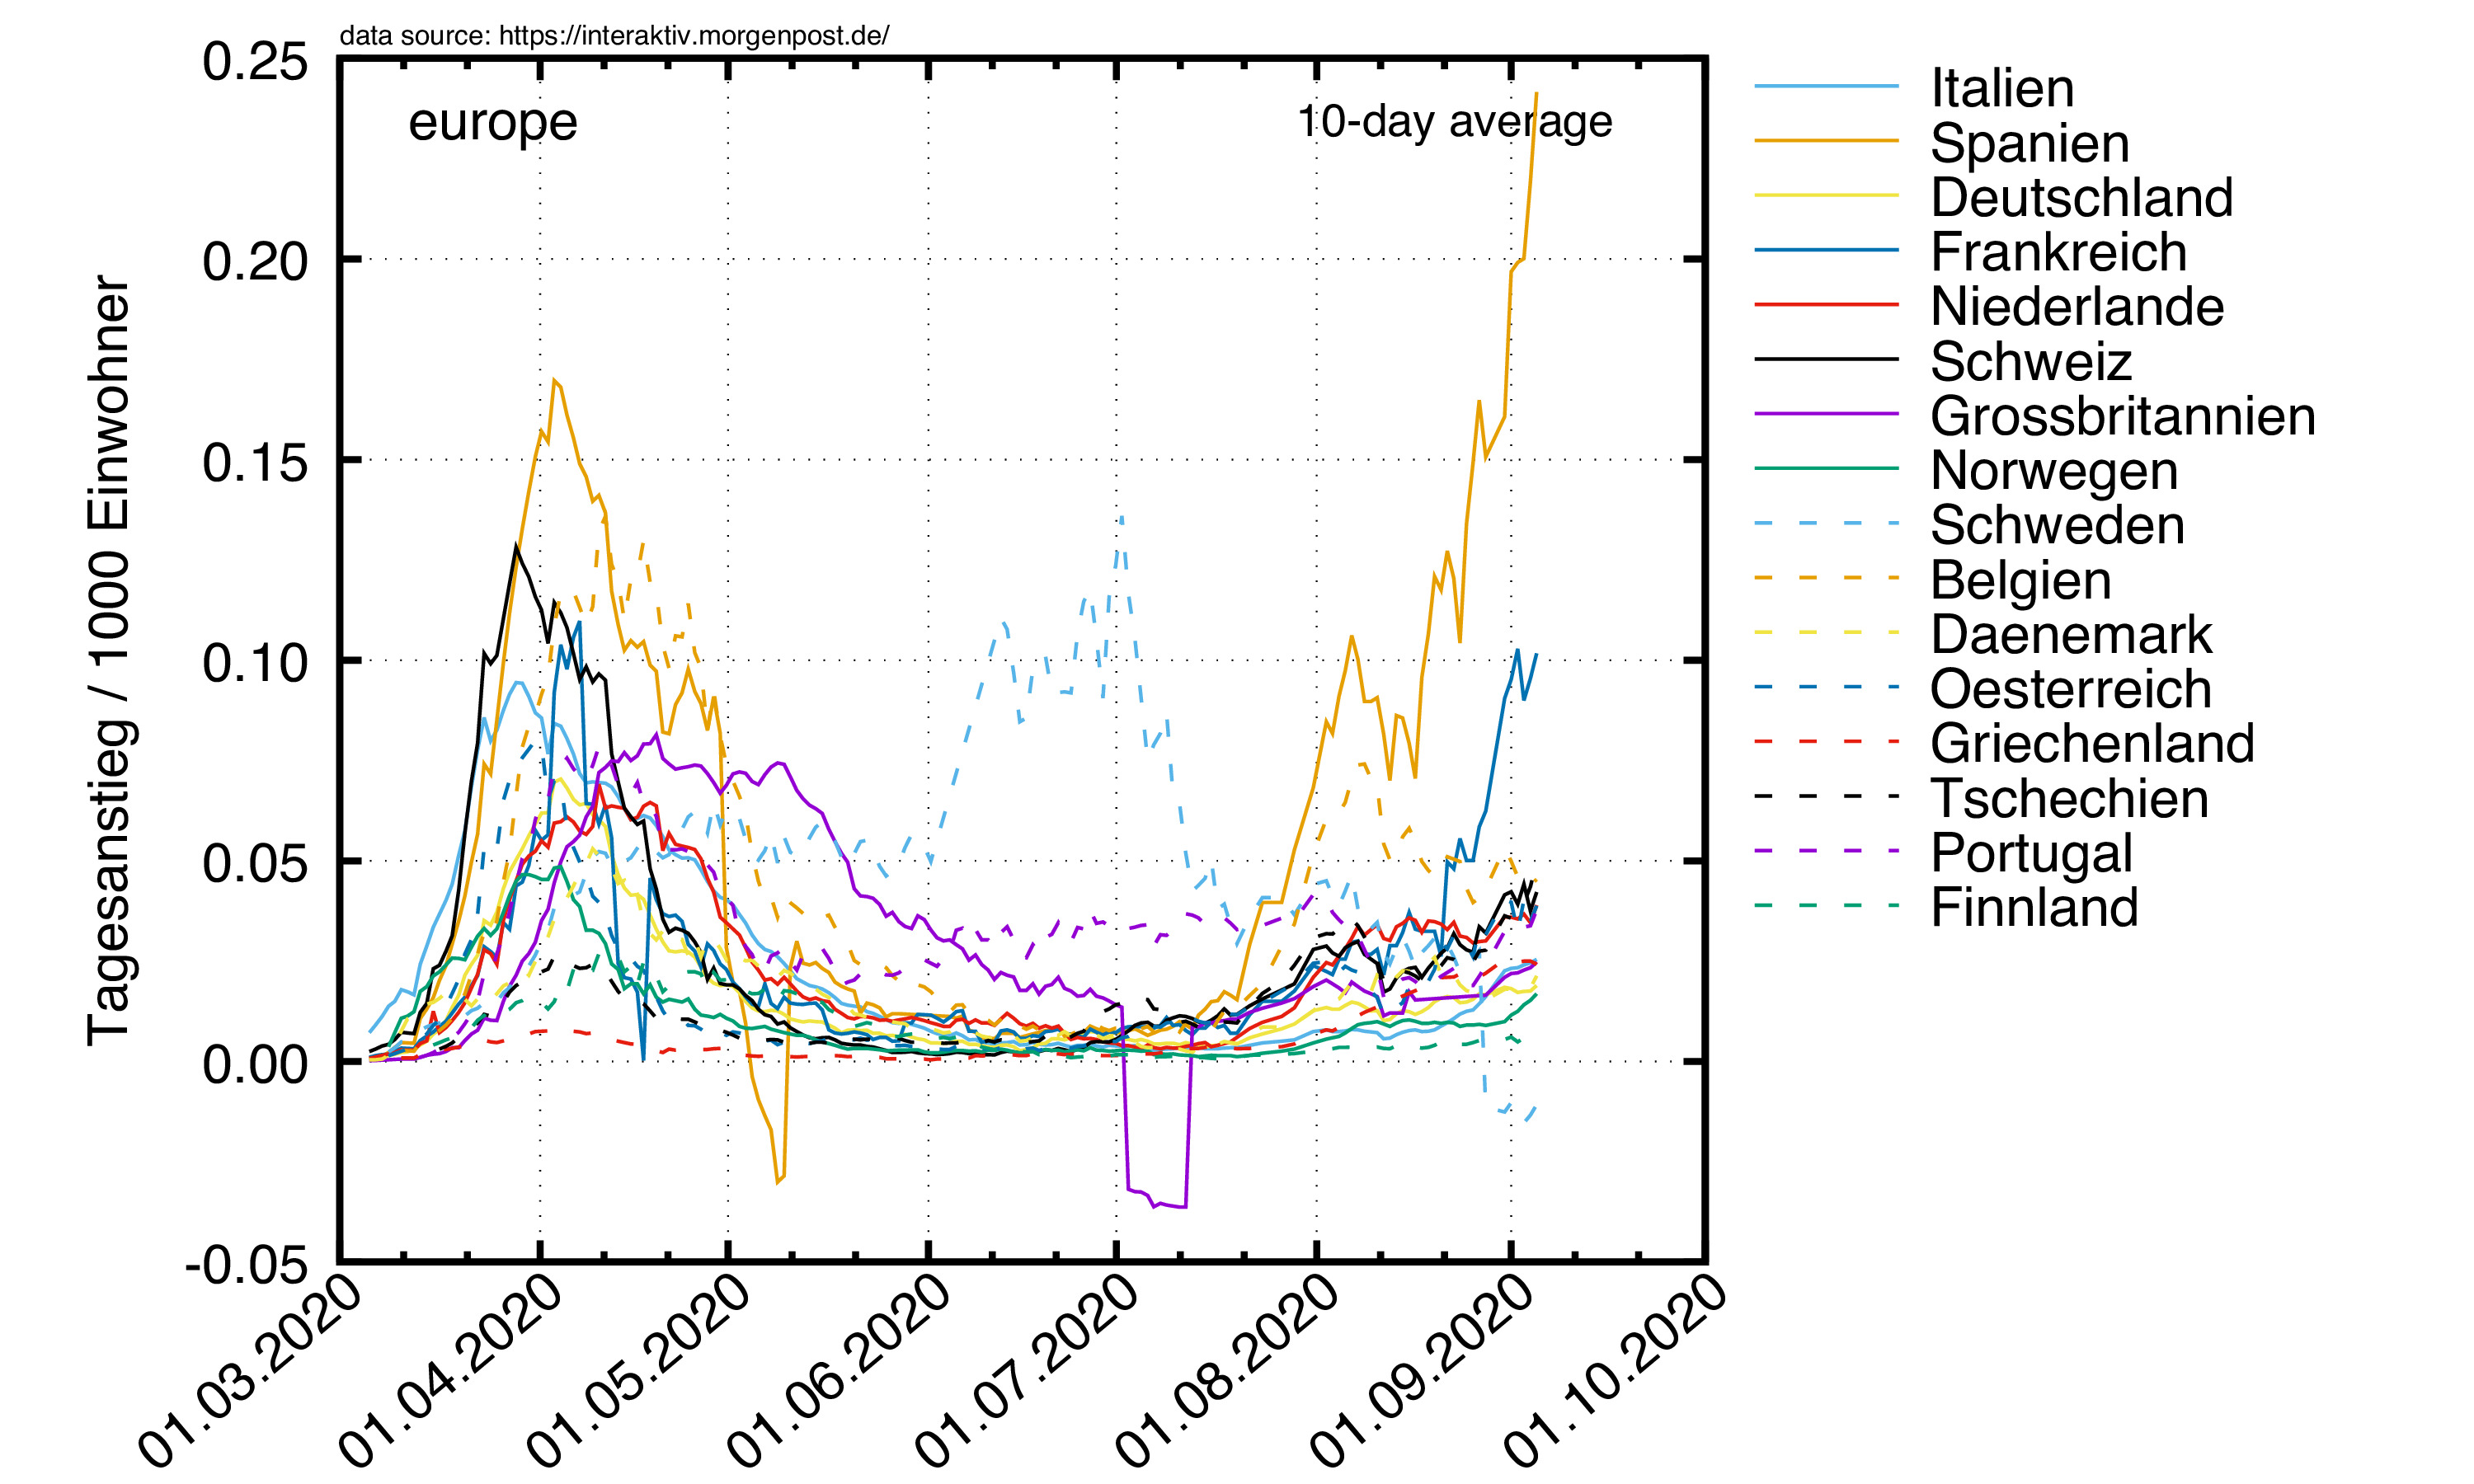 data source: https://interaktiv.morgenpost.de/
europe
10-day average
Tagesanstieg / 1000 Einwohner
0.25
0.20
0.15
0.10
0.05
0.00
-0.05
01.03.2020
01.04.2020
01.05.2020
01.06.2020
01.07.2020
01.08.2020
01.09.2020
01.10.2020
Italien
Spanien
Deutschland
Frankreich
Niederlande
Schweiz
Grossbritannien
Norwegen
Schweden
Belgien
Daenemark
Oesterreich
Griechenland
Tschechien
Portugal
Finnland